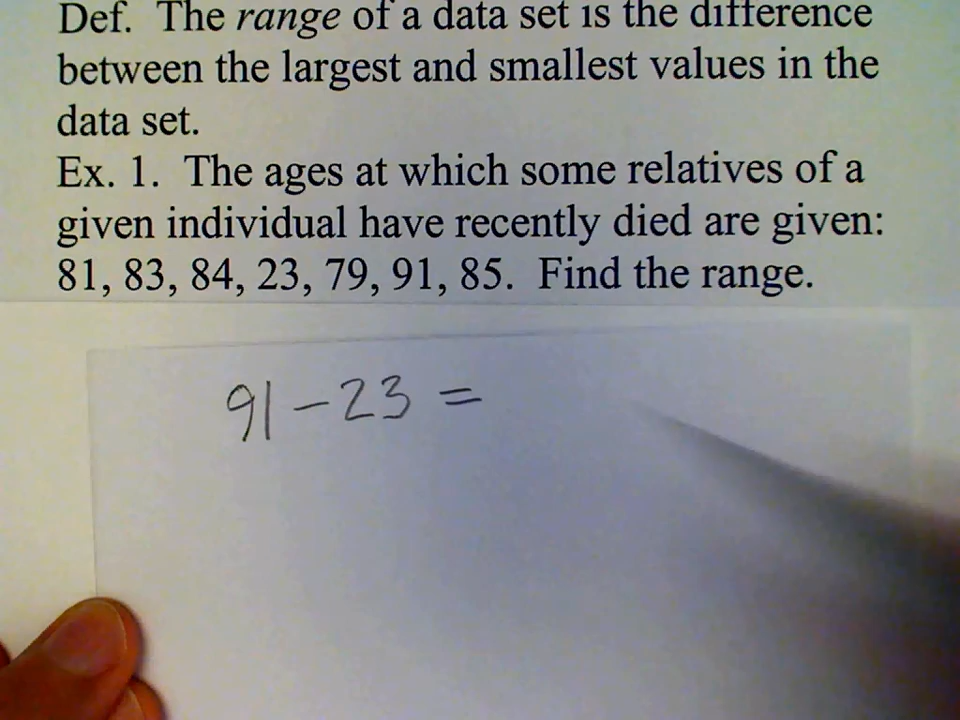 Def. The range of a data set is the difference
between the largest and smallest values in the
data set.
Ex. 1. The ages at which some relatives of a
given individual have recently died are given:
81, 83, 84, 23, 79, 91, 85. Find the range.
91 - 23 =